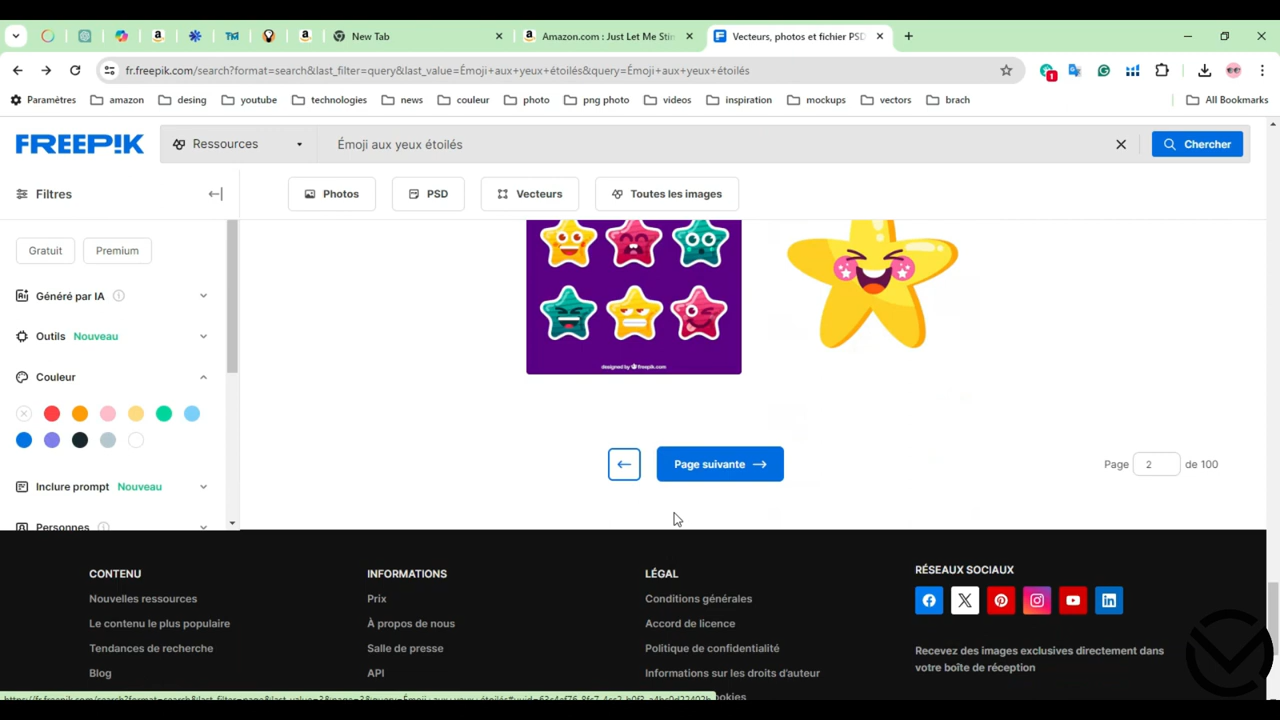 New Tab
Amazon.com : Just Let Me Stin
Vecteurs, photos et fichier PSD
fr.freepik.com/search?format=search&last_filter=query&last_value=Émoji+aux+yeux+étoilés&query=Émoji+aux+yeux+étoilés
1
Paramètres
amazon
desing
youtube
technologies
news
couleur
photo
png photo
videos
inspiration
mockups
vectors
brach
All Bookmarks
FREEP!K
Ressources
Émoji aux yeux étoilés
Chercher
Filtres
Photos
PSD
Vecteurs
Toutes les images
Gratuit
Premium
Généré par IA
Outils Nouveau
Couleur
designed by freepik.com
Page suivante
Page 2 de 100
Inclure prompt Nouveau
Personnes
CONTENU
Nouvelles ressources
Le contenu le plus populaire
Tendances de recherche
Blog
INFORMATIONS
Prix
À propos de nous
Salle de presse
API
LÉGAL
Conditions générales
Accord de licence
Politique de confidentialité
Informations sur les droits d'auteur
ookies
RÉSEAUX SOCIAUX
Recevez des images exclusives directement dans
votre boîte de réception